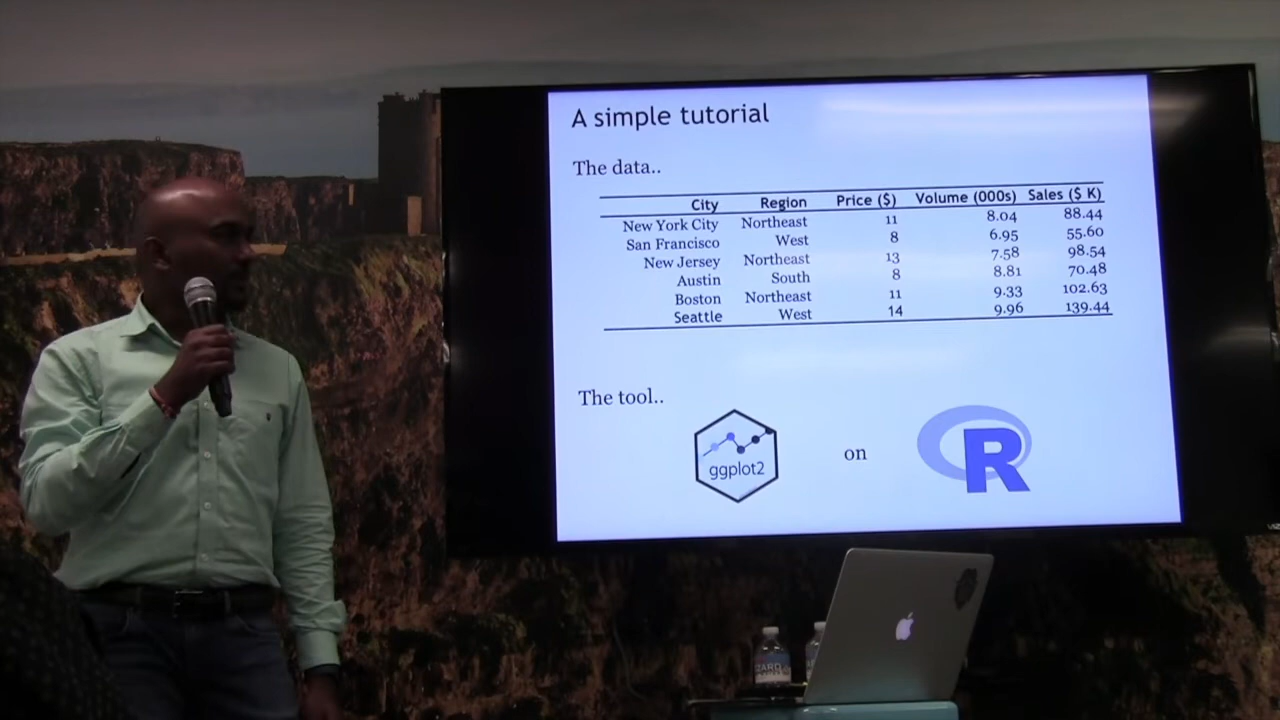 A simple tutorial
The data..
City Region Price ($) Volume (000s) Sales ($ K)
New York City Northeast 11 8.04 88.44
San Francisco West 8 6.95 55.60
New Jersey Northeast 13 7.58 98.54
Austin South 8 8.81 70.48
Boston Northeast 11 9.33 102.63
Seattle West 14 9.96 139.44
The tool..
ggplot2 on R